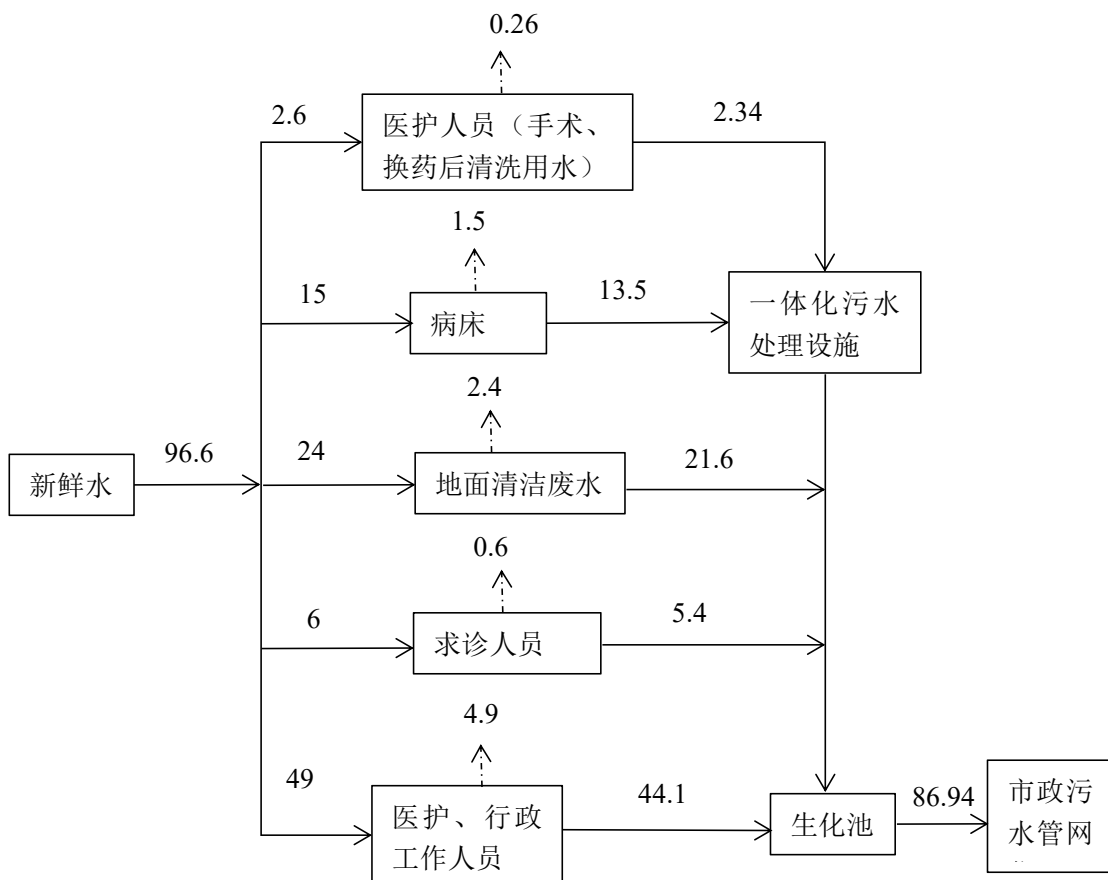 0.26
2.6
医护人员（手术、
换药后清洗用水）
2.34
1.5
15
病床
13.5
一体化污水
处理设施
2.4
新鲜水
96.6
24
地面清洁废水
21.6
0.6
6
求诊人员
5.4
4.9
49
医护、行政
工作人员
44.1
生化池
86.94
市政污
水管网